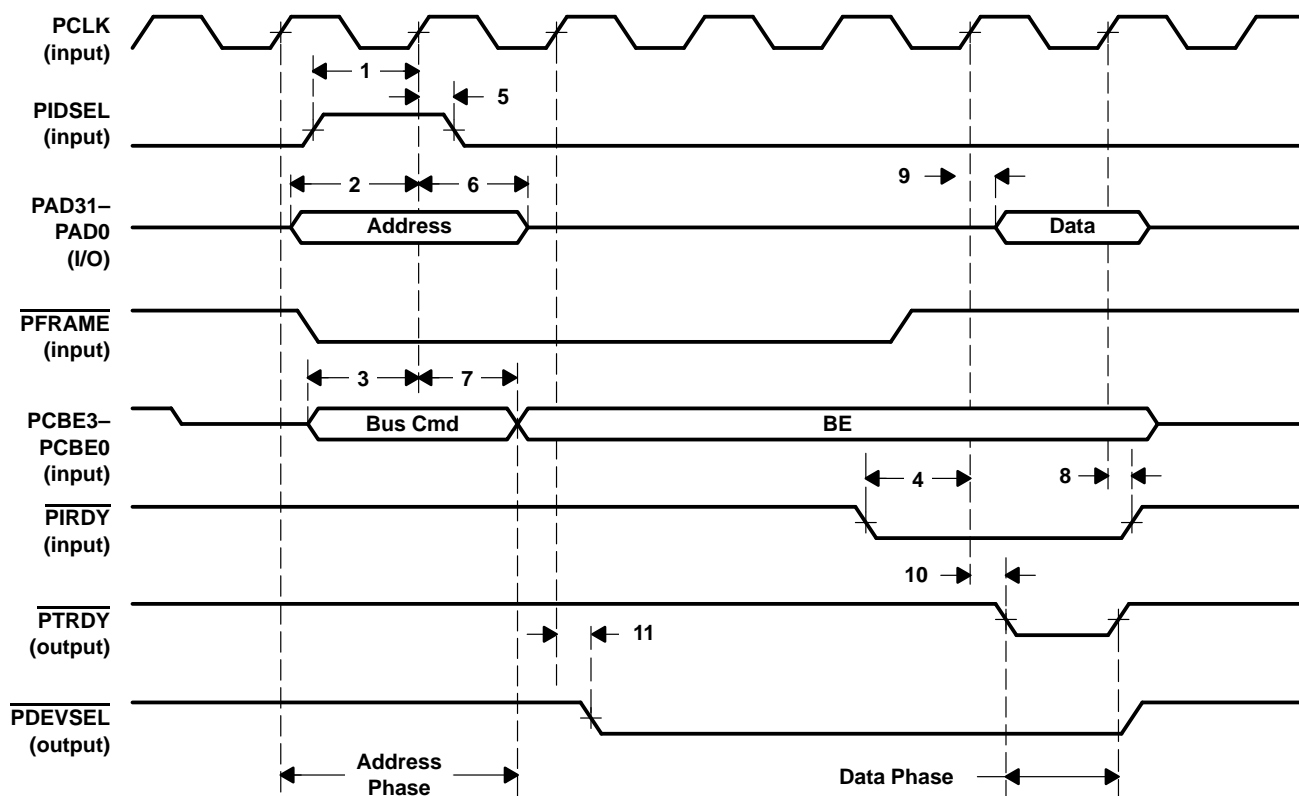 PCLK
(input)
1
5
PIDSEL
(input)
2
6
9
PAD31–
PAD0
(I/O)
Address
Data
PFRAME
(input)
3
7
PCBE3–
PCBE0
(input)
Bus Cmd
BE
4
8
PIRDY
(input)
10
PTRDY
(output)
11
PDEVSEL
(output)
Address
Phase
Data Phase